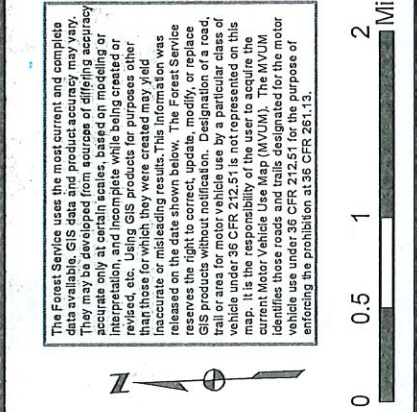 The Forest Service uses the most current and complete
data available. GIS data and product accuracy may vary.
They may be developed from sources of differing accuracy
accurate only at certain scales, based on modeling or
interpretation, and incomplete while being created or
revised, etc. Using GIS products for purposes other
than those for which they were created may yield
inaccurate or misleading results. This information was
released on the date shown below. The Forest Service
reserves the right to correct, update, modify, or replace
GIS products without notification. Designation of a road,
trail or area for motor vehicle use by a particular class of
vehicle under 36 CFR 212.51 is not represented on this
map. It is the responsibility of the user to acquire the
current Motor Vehicle Use Map (MVUM). The MVUM
identifies those roads and trails designated for the motor
vehicle use under 36 CFR 212.51 for the purpose of
enforcing the prohibition at 36 CFR 261.13.
N
0 0.5 1 2
Mi